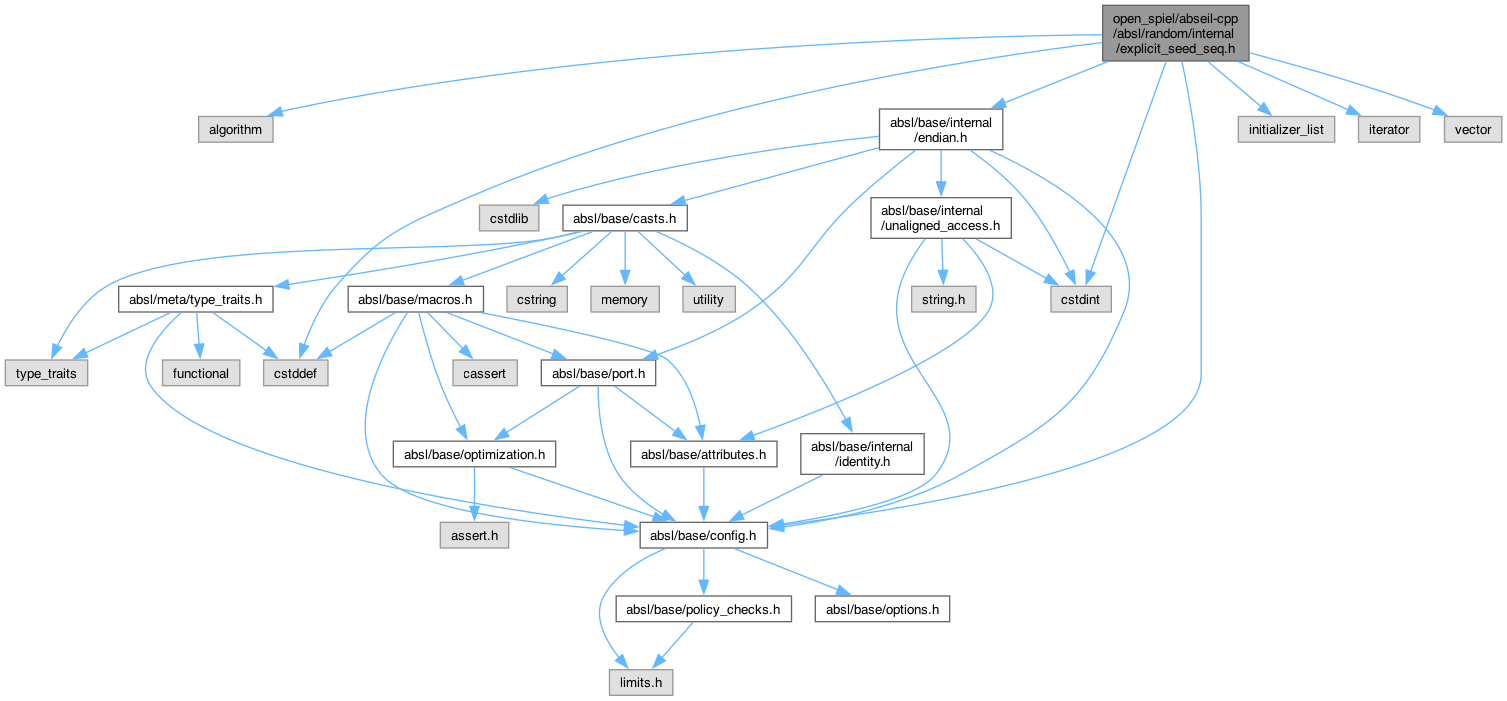 open_spiel/abseil-cpp
/absl/random/internal
/explicit_seed_seq.h
algorithm
absl/base/internal
/endian.h
initializer_list
iterator
vector
cstdlib
absl/base/casts.h
absl/base/internal
/unaligned_access.h
absl/meta/type_traits.h
absl/base/macros.h
cstring
memory
utility
string.h
cstdint
type_traits
functional
cstddef
cassert
absl/base/port.h
absl/base/optimization.h
absl/base/attributes.h
absl/base/internal
/identity.h
assert.h
absl/base/config.h
absl/base/policy_checks.h
absl/base/options.h
limits.h